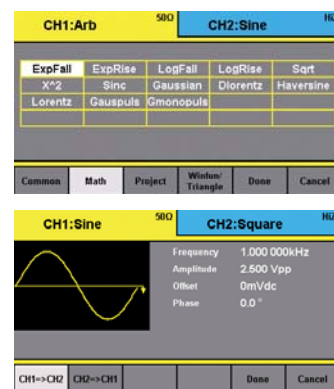 CH1:Arb 50Ω CH2:Sine Hi
ExpFall ExpRise LogFall LogRise Sqrt
X^2 Sinc Gaussian Dlorentz Haversine
Lorentz Gauspuls Gmonopuls
Common Math Project Winfun/ Triangle Done Cancel
CH1:Sine 50Ω CH2:Square Hi
Frequency 1.000 000kHz
Amplitude 2.500 Vpp
Offset 0mVdc
Phase 0.0 °
CH1=>CH2 CH2=>CH1 Done Cancel